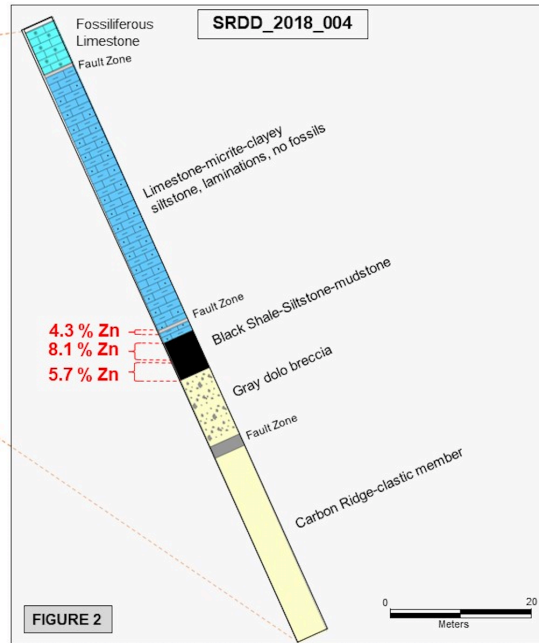 SRDD_2018_004
Fossiliferous
Limestone
Fault Zone
Limestone-micrite-clayey
siltstone, laminations, no fossils
Fault Zone
Black Shale-Siltstone-mudstone
4.3 % Zn
8.1 % Zn
5.7 % Zn
Gray dolo breccia
Fault Zone
Carbon Ridge-clastic member
0 20
Meters
FIGURE 2